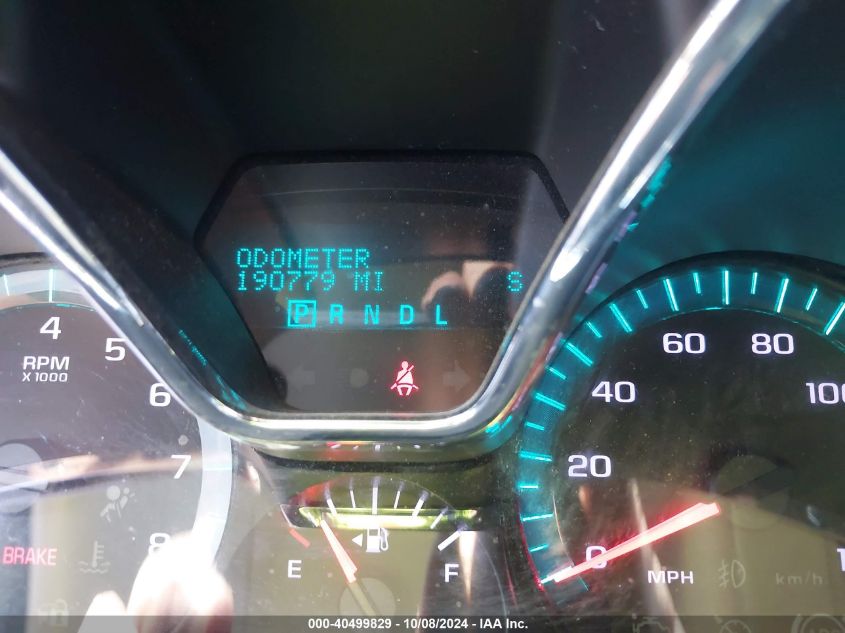 ODOMETER
190779 MI S
P R N D L
4
5
6
7
8
RPM
X 1000
BRAKE
E F
0
20
40
60
80
MPH
km/h
000-40499829 - 10/08/2024 - IAA Inc.